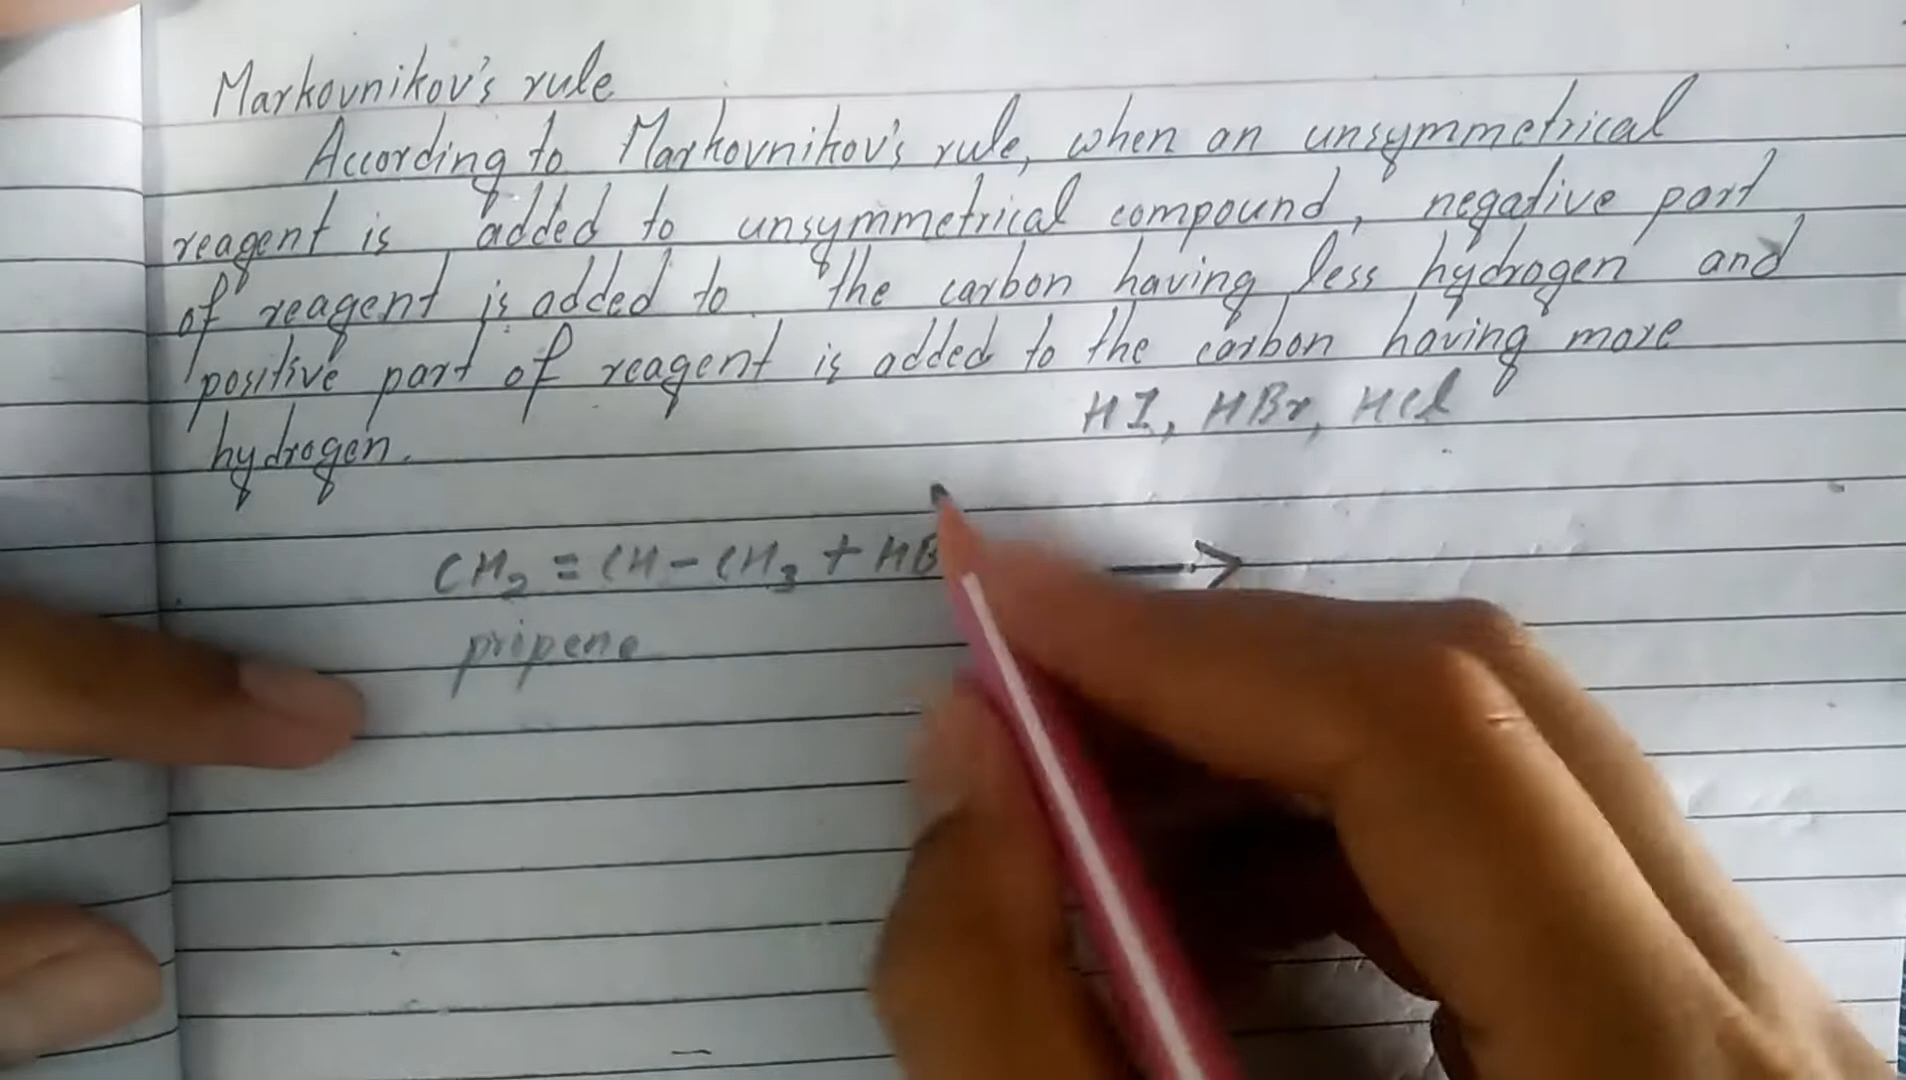 Markovnikov's rule
According to Markovnikov's rule, when an unsymmetrical
reagent is added to unsymmetrical compound, negative part
of reagent is added to the carbon having less hydrogen and
positive part of reagent is added to the carbon having more
HI, HBr, HCl
hydrogen.
CH₂ = CH - CH₃ + HB →
propene